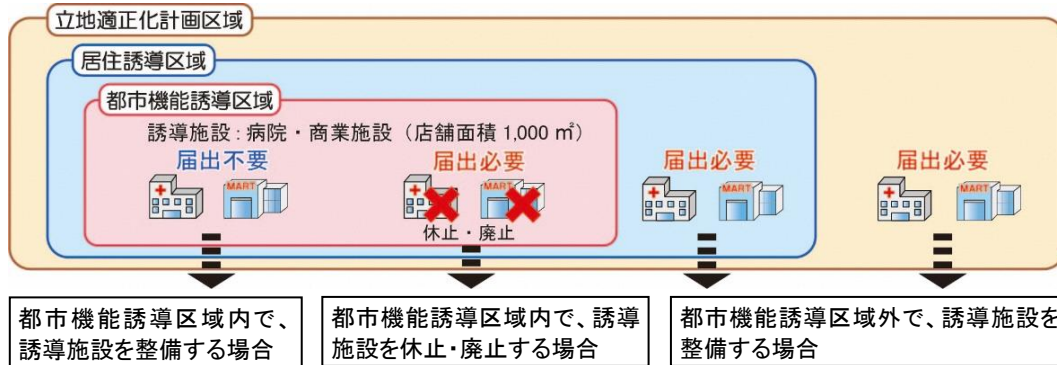 立地適正化計画区域
居住誘導区域
都市機能誘導区域
誘導施設:病院・商業施設（店舗面積 1,000 ㎡）
届出不要
届出必要
届出必要
届出必要
MART
MART
MART
MART
休止・廃止
都市機能誘導区域内で、
誘導施設を整備する場合
都市機能誘導区域内で、誘導
施設を休止・廃止する場合
都市機能誘導区域外で、誘導施設を
整備する場合